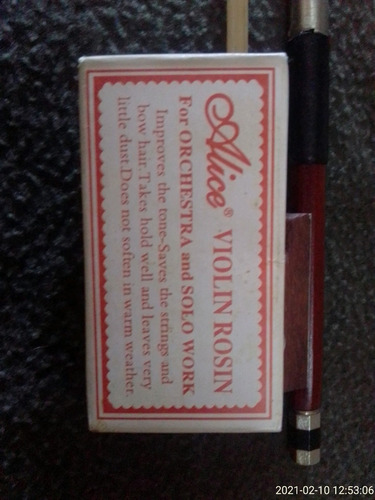 Alice® VIOLIN ROSIN
For ORCHESTRA and SOLO WORK
Improves the tone-Saves the strings and
bow hair.Takes hold well and leaves very
little dust.Does not soften in warm weather.
2021-02-10 12:53:06